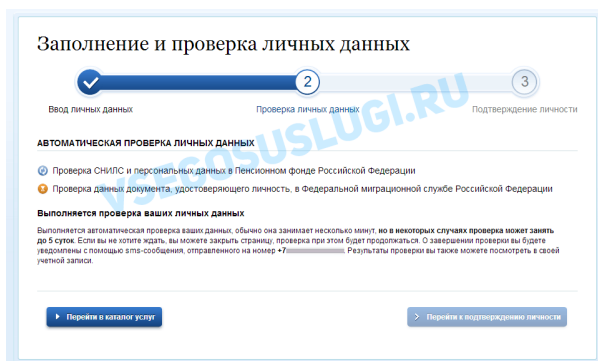 Заполнение и проверка личных данных
2
3
Ввод личных данных
Проверка личных данных
Подтверждение личности
VSEGOSUSLUGI.RU
АВТОМАТИЧЕСКАЯ ПРОВЕРКА ЛИЧНЫХ ДАННЫХ
Проверка СНИЛС и персональных данных в Пенсионном фонде Российской Федерации
Проверка данных документа, удостоверяющего личность, в Федеральной миграционной службе Российской Федерации
Выполняется проверка ваших личных данных
Выполняется автоматическая проверка ваших данных, обычно она занимает несколько минут, но в некоторых случаях проверка может занять
до 5 суток. Если вы не хотите ждать, вы можете закрыть страницу, проверка при этом будет продолжаться. О завершении проверки вы будете
уведомлены с помощью sms-сообщения, отправленного на номер +7 . Результаты проверки вы также можете посмотреть в своей
учетной записи.
Перейти в каталог услуг
Перейти к подтверждению личности